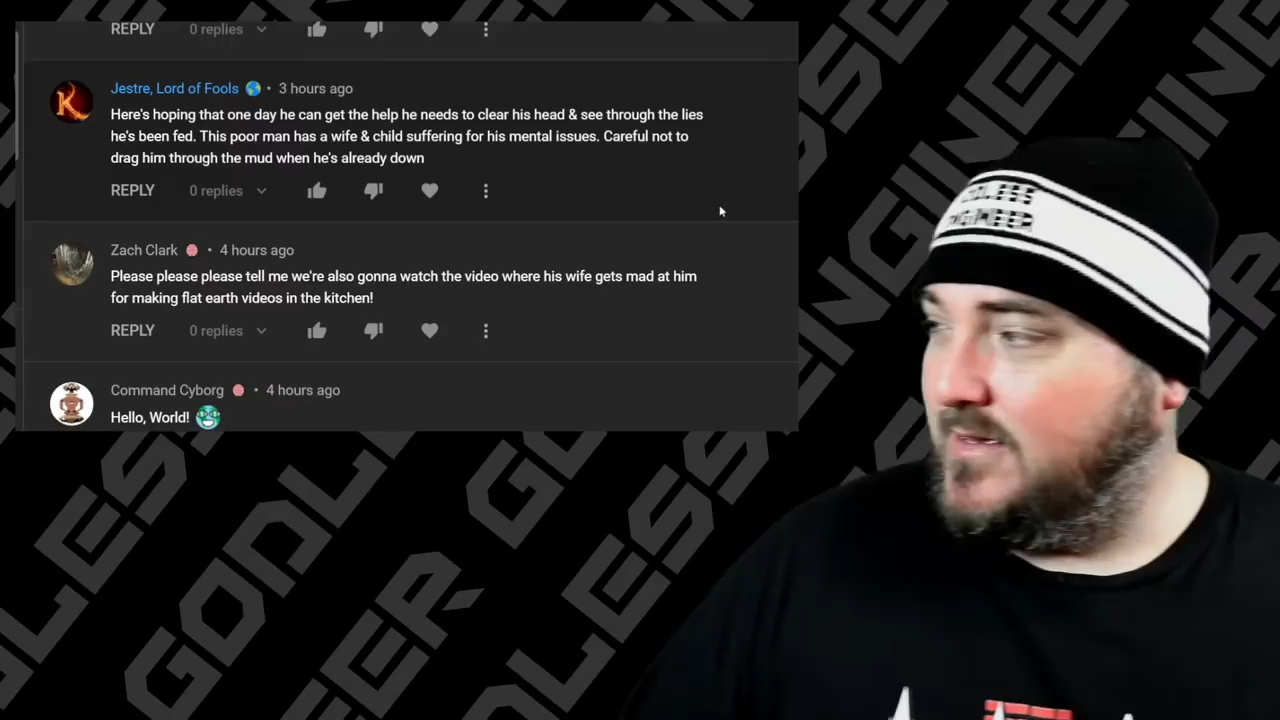 REPLY 0 replies
Jestre, Lord of Fools • 3 hours ago
Here's hoping that one day he can get the help he needs to clear his head & see through the lies
he's been fed. This poor man has a wife & child suffering for his mental issues. Careful not to
drag him through the mud when he's already down
REPLY 0 replies
Zach Clark • 4 hours ago
Please please please tell me we're also gonna watch the video where his wife gets mad at him
for making flat earth videos in the kitchen!
REPLY 0 replies
Command Cyborg • 4 hours ago
Hello, World!